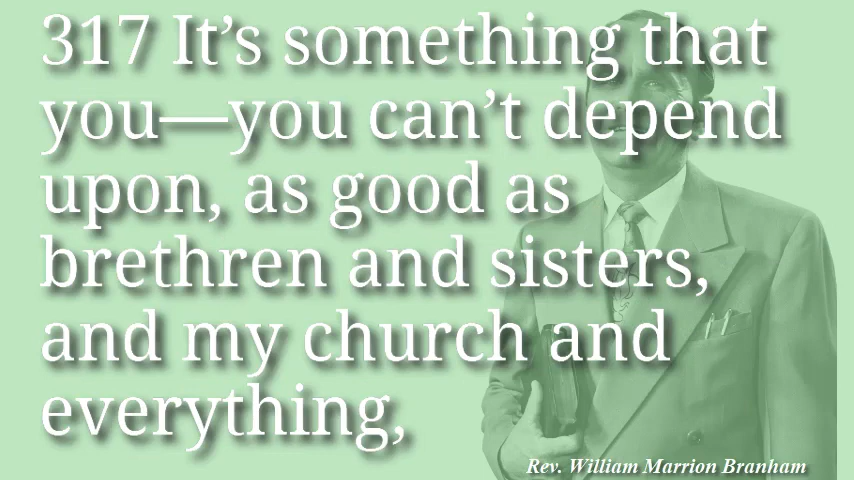 317 It’s something that
you—you can’t depend
upon, as good as
brethren and sisters,
and my church and
everything,
Rev. William Marrion Branham